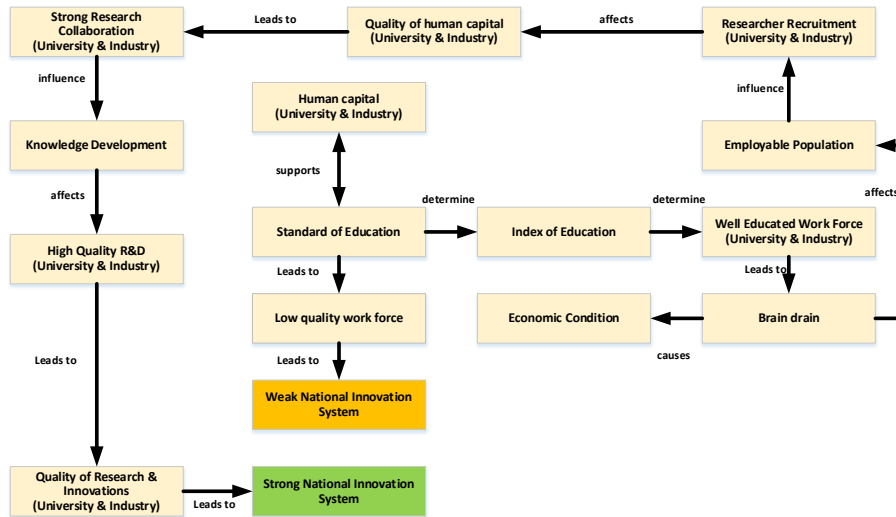 Strong Research
Collaboration
(University & Industry)
Leads to
Quality of human capital
(University & Industry)
affects
Researcher Recruitment
(University & Industry)
influence
influence
Human capital
(University & Industry)
Knowledge Development
Employable Population
supports
affects
affects
determine
determine
Standard of Education
Index of Education
Well Educated Work Force
(University & Industry)
High Quality R&D
(University & Industry)
Leads to
Leads to
Low quality work force
Economic Condition
Brain drain
Leads to
Leads to
causes
Weak National Innovation
System
Quality of Research &
Innovations
(University & Industry)
Leads to
Strong National Innovation
System